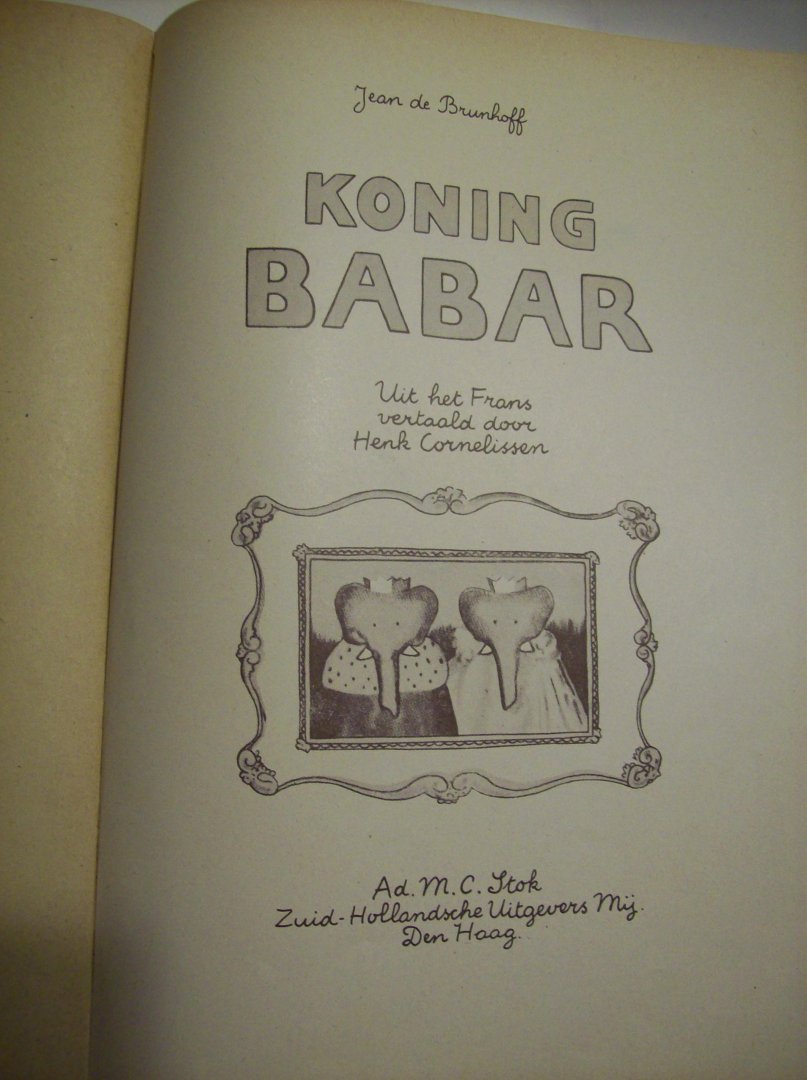 Jean de Brunhoff
KONING
BABAR
Uit het Frans
vertaald door
Henk Cornelissen
Ad. M. C. Stok
Zuid-Hollandsche Uitgevers Mij.
Den Haag.